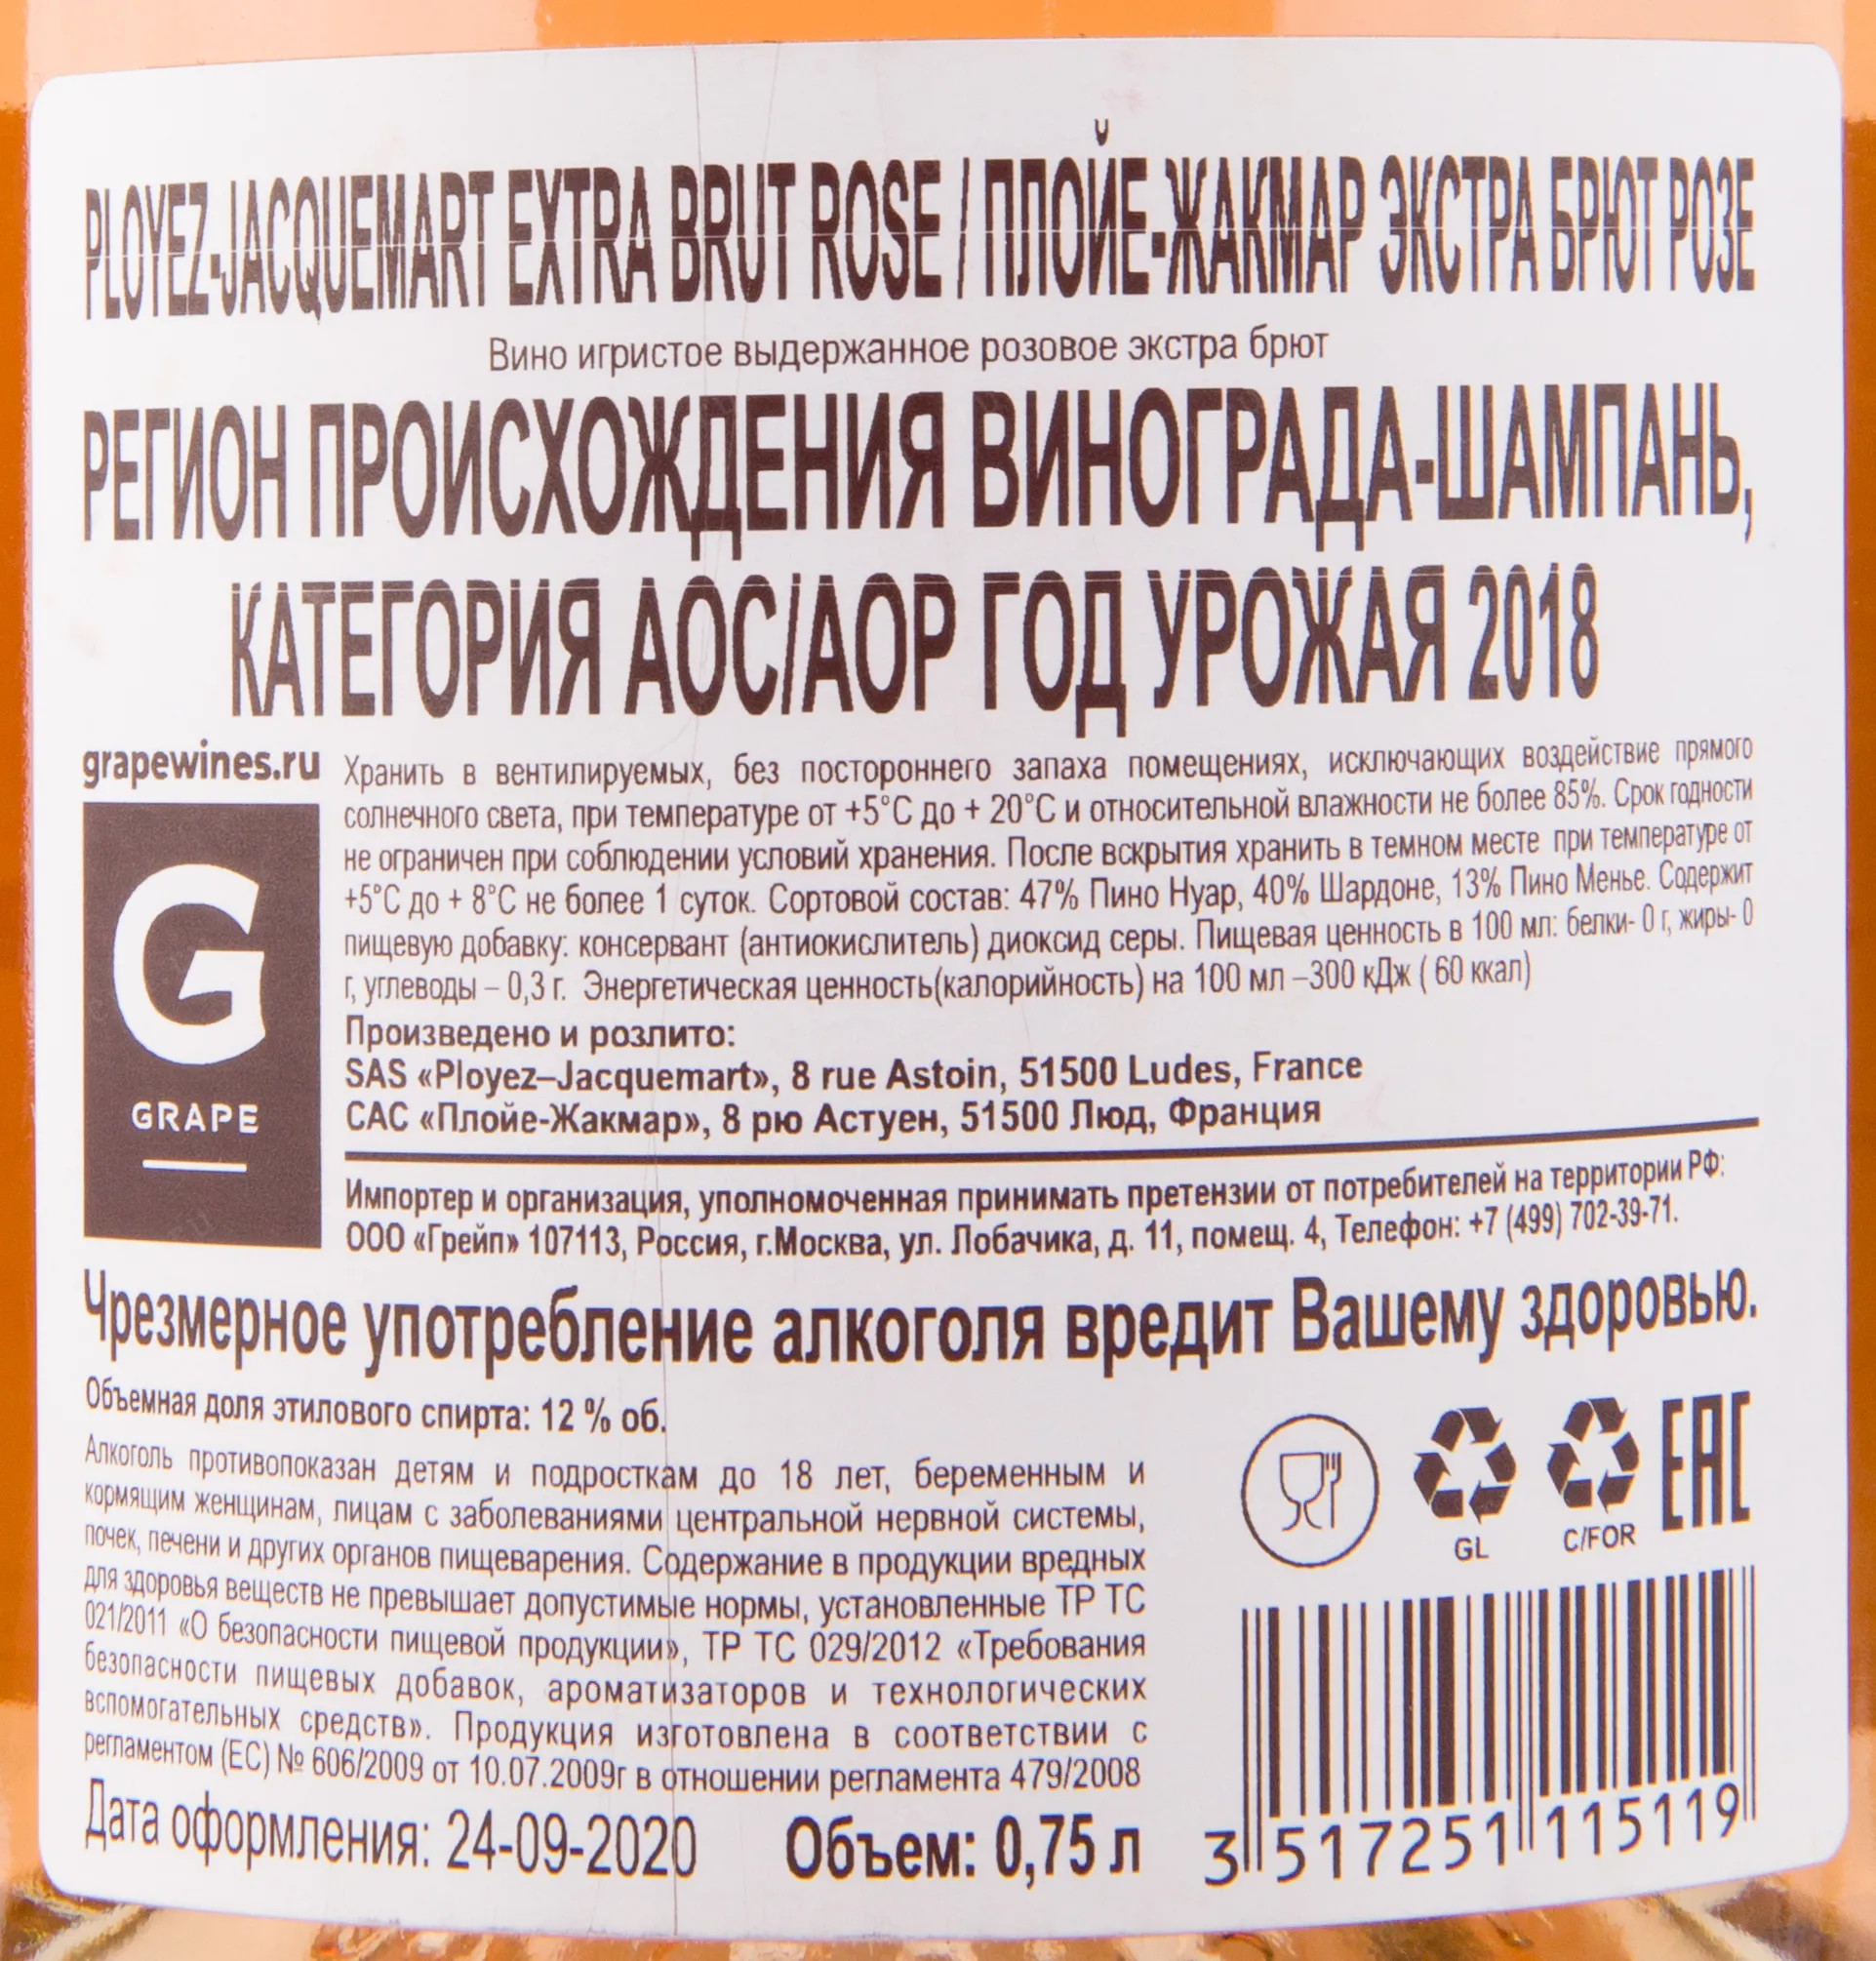 PLOYEZ-JACQUEMART EXTRA BRUT ROSE / ПЛОЙЕ-ЖАКМАР ЭКСТРА БРЮТ РОЗЕ
Вино игристое выдержанное розовое экстра брют
РЕГИОН ПРОИСХОЖДЕНИЯ ВИНОГРАДА-ШАМПАНЬ,
КАТЕГОРИЯ АОС/АОР ГОД УРОЖАЯ 2018
grapewines.ru
G
GRAPE
Хранить в вентилируемых, без постороннего запаха помещениях, исключающих воздействие прямого
солнечного света, при температуре от +5°С до + 20°С и относительной влажности не более 85%. Срок годности
не ограничен при соблюдении условий хранения. После вскрытия хранить в темном месте при температуре от
+5°С до + 8°С не более 1 суток. Сортовой состав: 47% Пино Нуар, 40% Шардоне, 13% Пино Менье. Содержит
пищевую добавку: консервант (антиокислитель) диоксид серы. Пищевая ценность в 100 мл: белки- 0 г, жиры- 0
г, углеводы – 0,3 г. Энергетическая ценность(калорийность) на 100 мл –300 кДж ( 60 ккал)
Произведено и розлито:
SAS «Ployez–Jacquemart», 8 rue Astoin, 51500 Ludes, France
САС «Плойе-Жакмар», 8 рю Астуен, 51500 Люд, Франция
Импортер и организация, уполномоченная принимать претензии от потребителей на территории РФ:
ООО «Грейп» 107113, Россия, г.Москва, ул. Лобачика, д. 11, помещ. 4, Телефон: +7 (499) 702-39-71.
Чрезмерное употребление алкоголя вредит Вашему здоровью.
Объемная доля этилового спирта: 12 % об.
Алкоголь противопоказан детям и подросткам до 18 лет, беременным и
кормящим женщинам, лицам с заболеваниями центральной нервной системы,
почек, печени и других органов пищеварения. Содержание в продукции вредных
для здоровья веществ не превышает допустимые нормы, установленные ТР ТС
021/2011 «О безопасности пищевой продукции», ТР ТС 029/2012 «Требования
безопасности пищевых добавок, ароматизаторов и технологических
вспомогательных средств». Продукция изготовлена в соответствии с
регламентом (ЕС) № 606/2009 от 10.07.2009г в отношении регламента 479/2008
Дата оформления: 24-09-2020
Объем: 0,75 л
GL
C/FOR
EAC
3 517251 115119